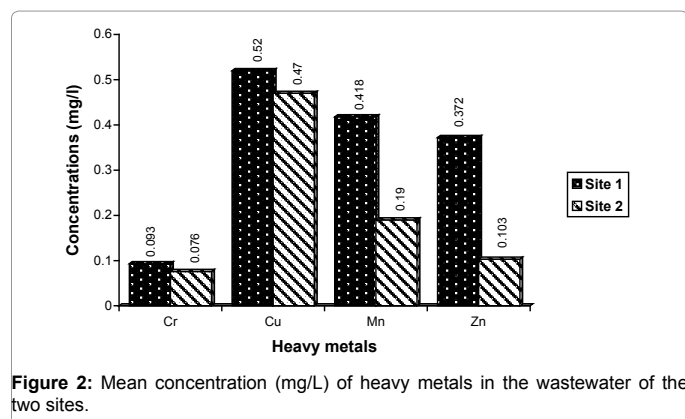 0.6
0.5
0.4
0.3
0.2
0.1
0
Concentrations (mg/l)
0.093
0.076
0.52
0.47
0.418
0.19
0.372
0.103
Cr
Cu
Mn
Zn
Heavy metals
Site 1
Site 2
Figure 2: Mean concentration (mg/L) of heavy metals in the wastewater of the
two sites.